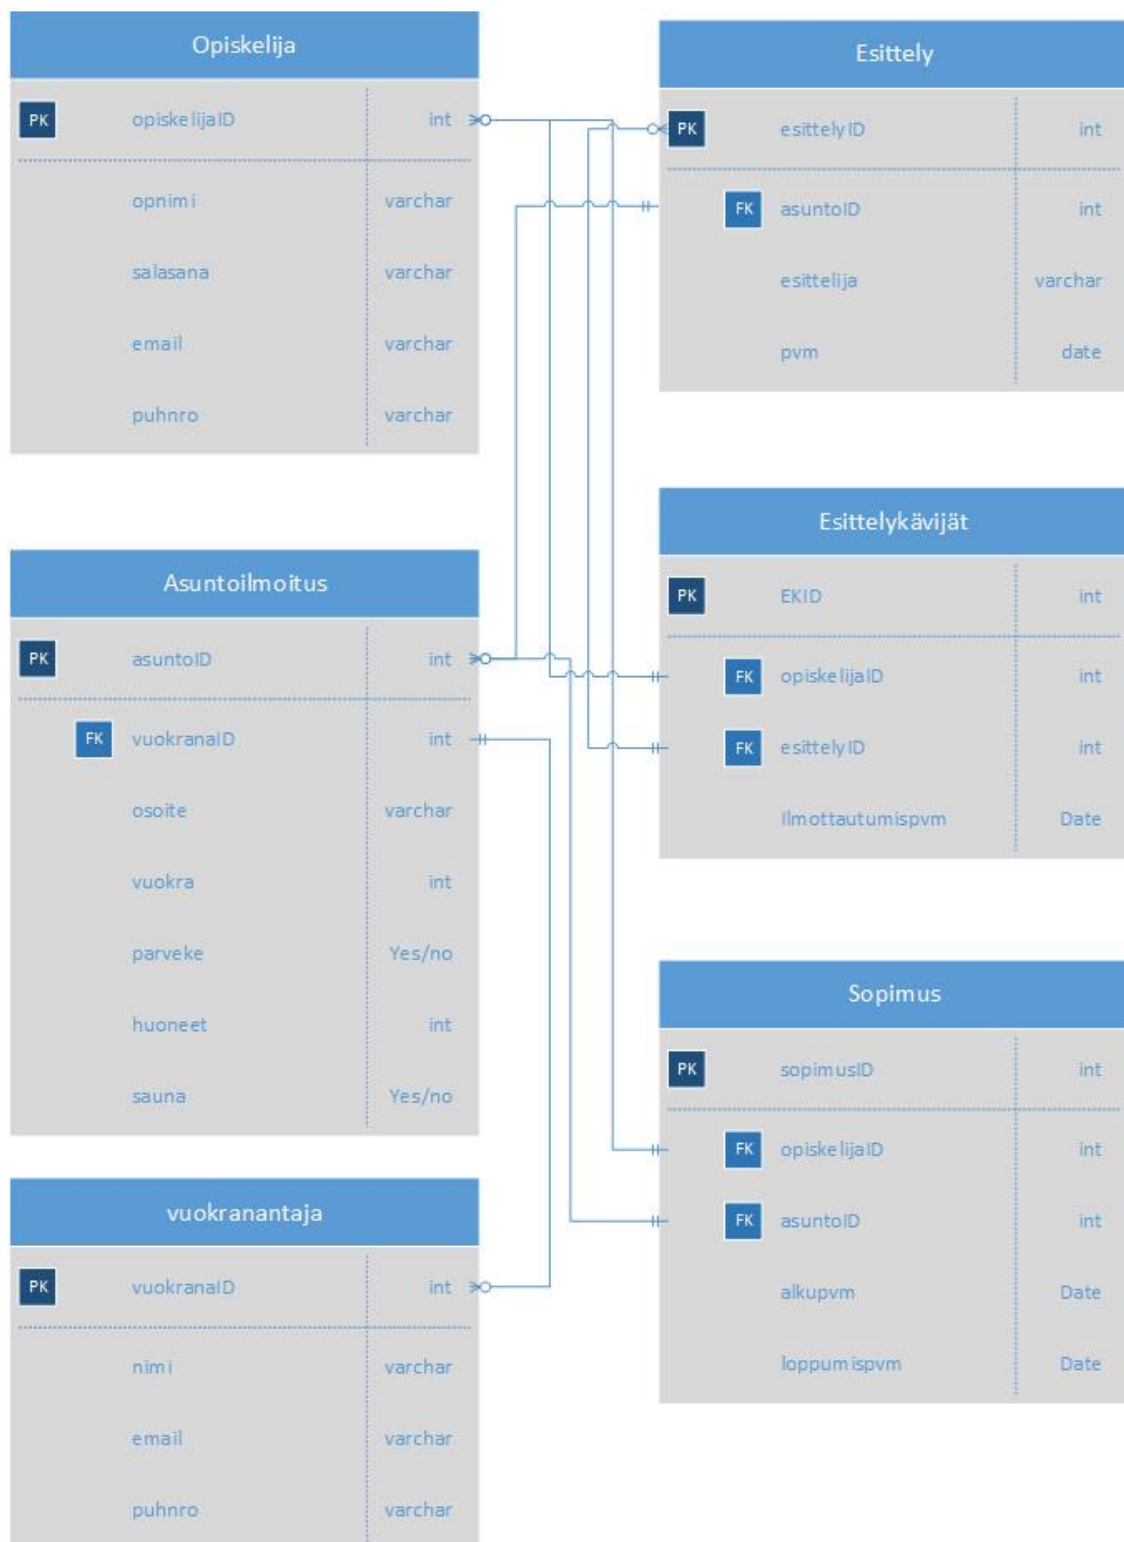 Opiskelija
PK opiskelijaID int
opnimi varchar
salasana varchar
email varchar
puhnro varchar
Asuntoilmoitus
PK asuntoID int
FK vuokranaID int
osoite varchar
vuokra int
parveke Yes/no
huoneet int
sauna Yes/no
vuokranantaja
PK vuokranaID int
nimi varchar
email varchar
puhnro varchar
Esittely
PK esittelyID int
FK asuntoID int
esittelija varchar
pvm date
Esittelykävijät
PK EKID int
FK opiskelijaID int
FK esittelyID int
Ilmottautumispvm Date
Sopimus
PK sopimusID int
FK opiskelijaID int
FK asuntoID int
alkupvm Date
loppumispvm Date